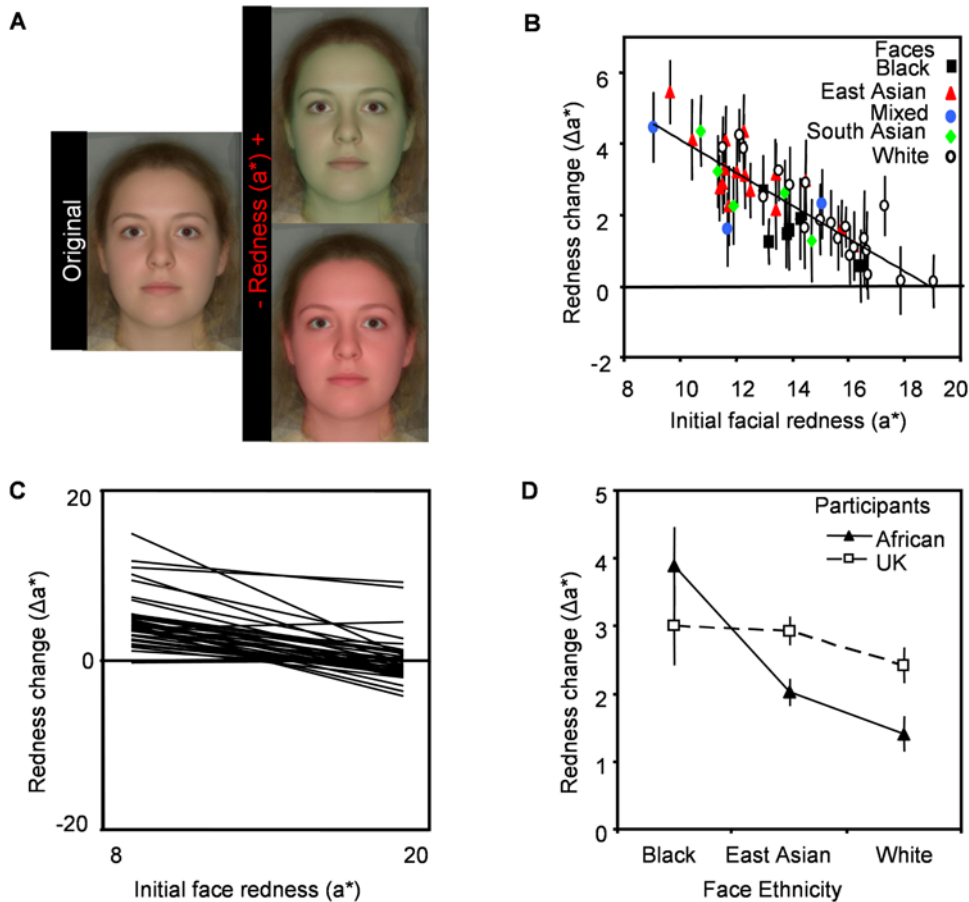 A
Original
- Redness (a*) +
B
Redness change (Δa*)
6
4
2
0
-2
8 10 12 14 16 18 20
Initial facial redness (a*)
Faces
Black
East Asian
Mixed
South Asian
White
C
Redness change (Δa*)
20
0
-20
8 20
Initial face redness (a*)
D
Redness change (Δa*)
5
4
3
2
1
0
Black East Asian White
Face Ethnicity
Participants
African
UK